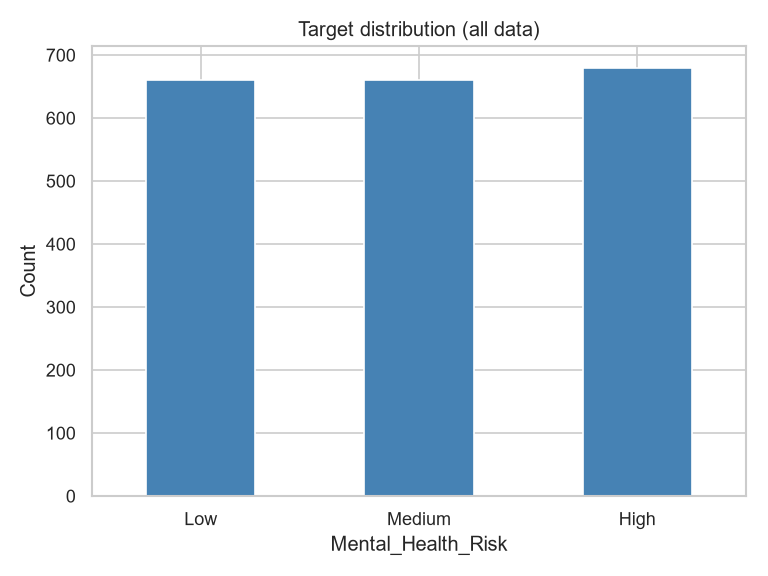 Target distribution (all data)
700
600
500
400
300
200
100
0
Count
Low Medium High
Mental_Health_Risk